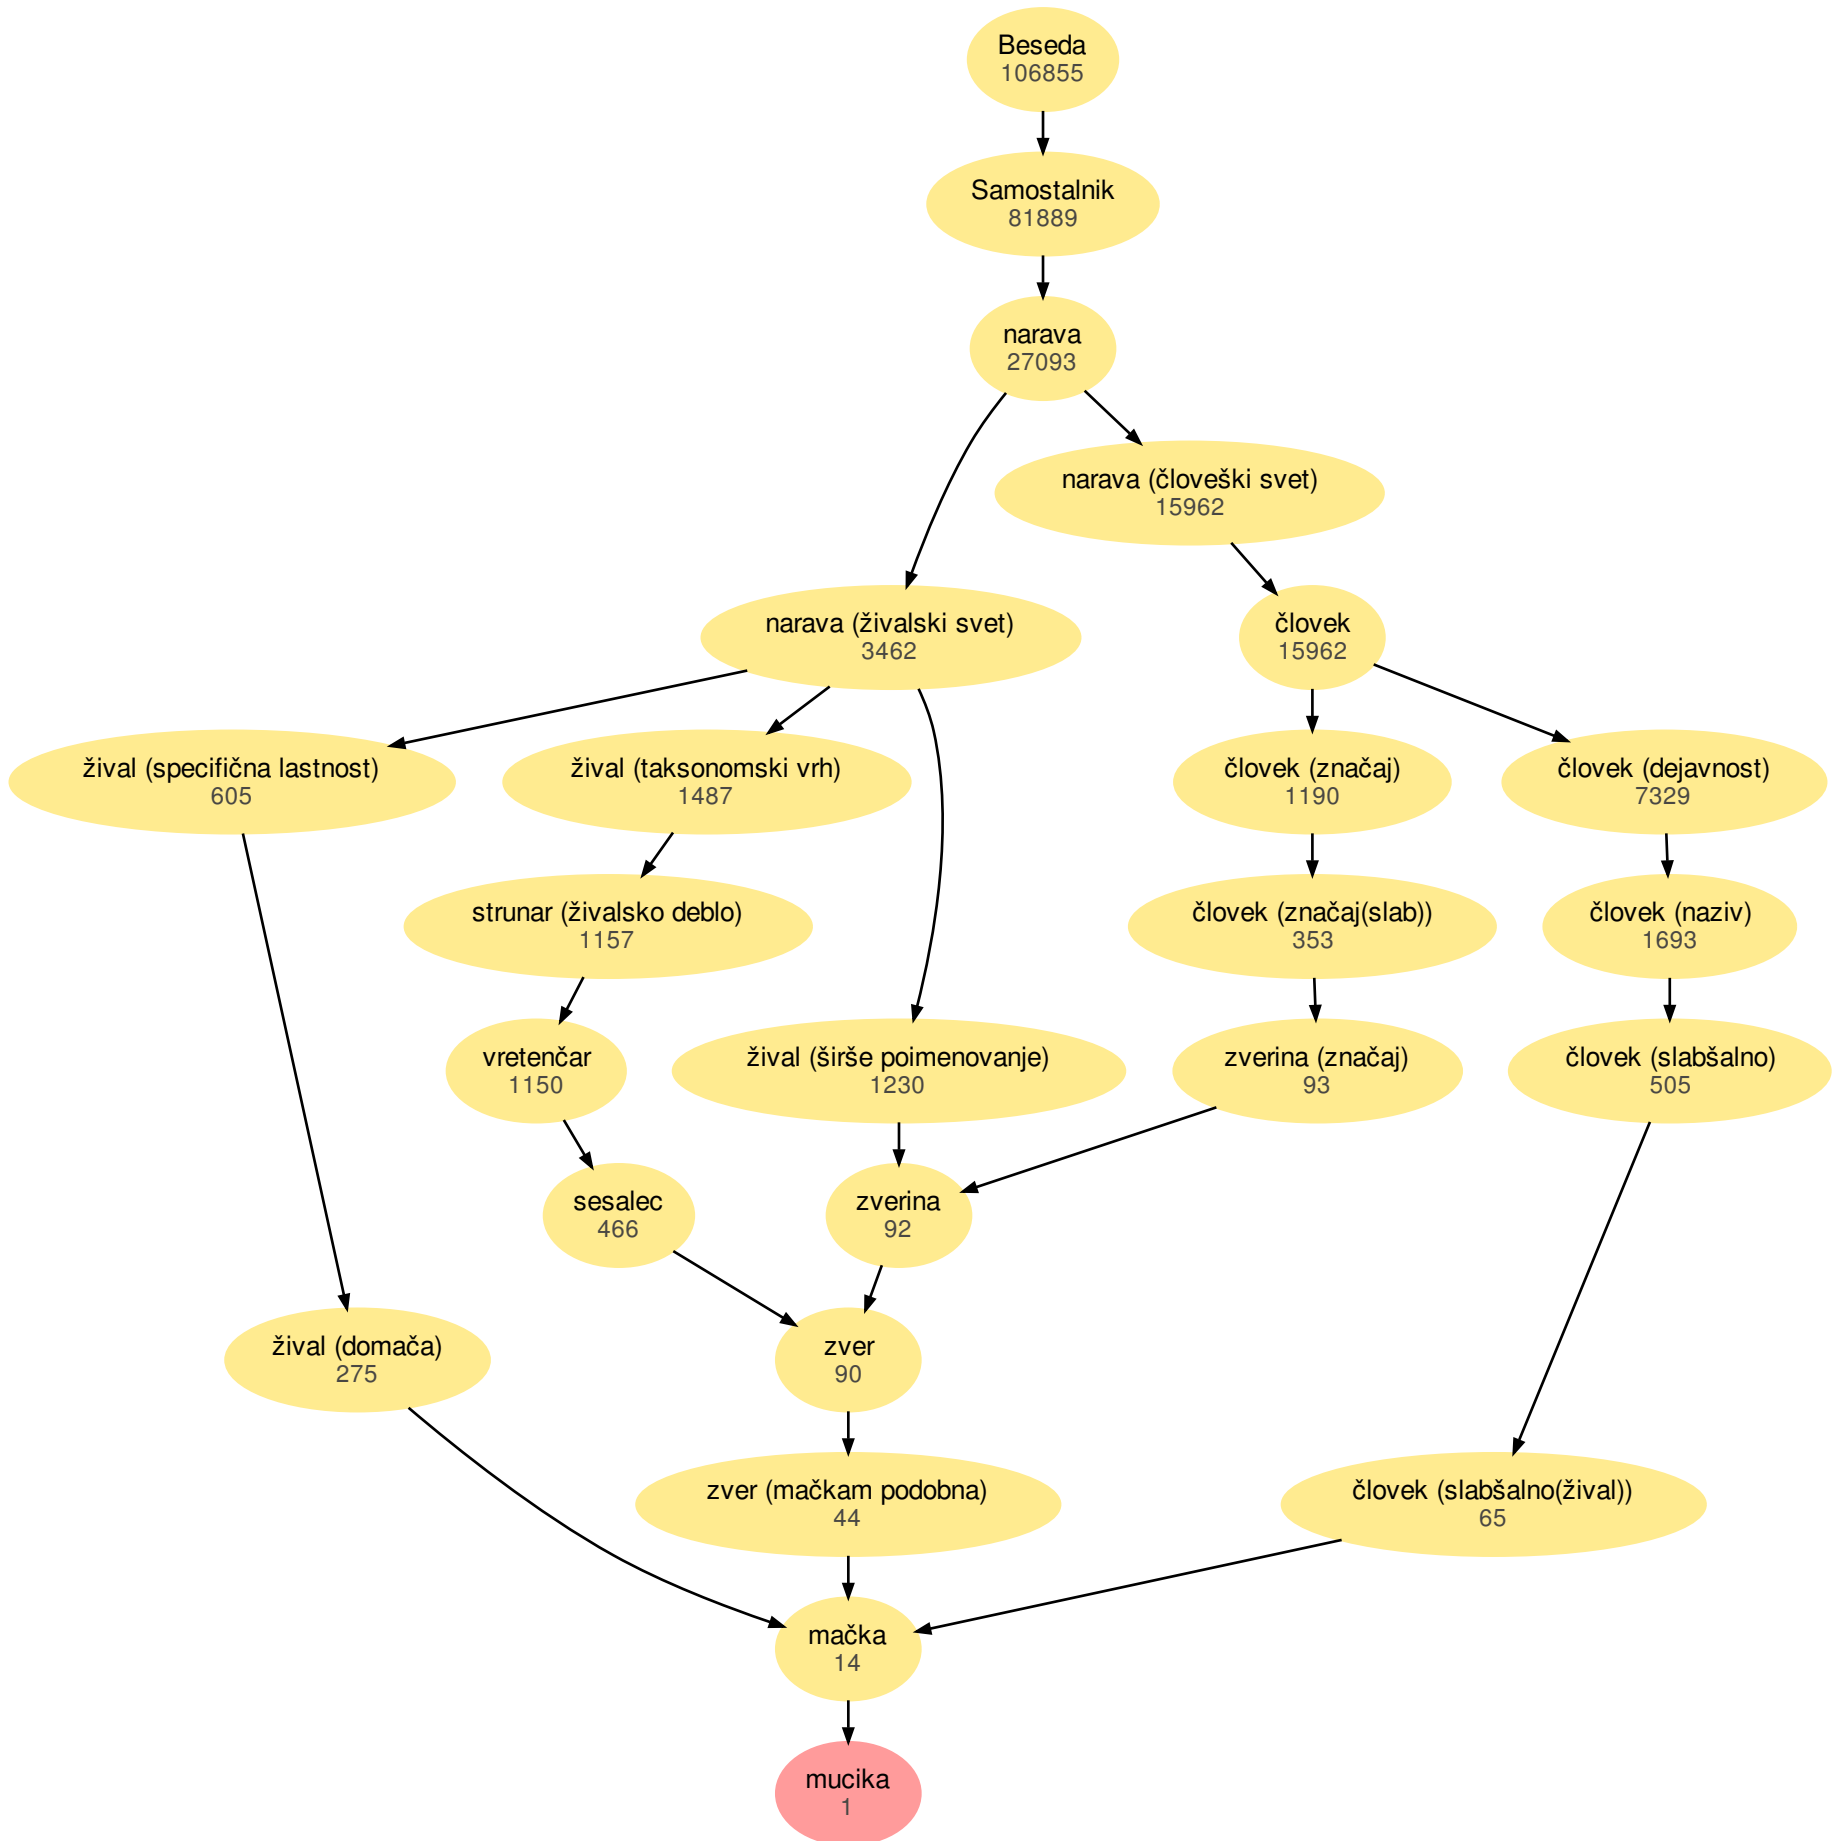 Beseda
106855
Samostalnik
81889
narava
27093
narava (človeški svet)
15962
narava (živalski svet)
3462
človek
15962
žival (specifična lastnost)
605
žival (taksonomski vrh)
1487
človek (značaj)
1190
človek (dejavnost)
7329
strunar (živalsko deblo)
1157
človek (značaj(slab))
353
človek (naziv)
1693
vretenčar
1150
žival (širše poimenovanje)
1230
zverina (značaj)
93
človek (slabšalno)
505
sesalec
466
zverina
92
žival (domača)
275
zver
90
zver (mačkam podobna)
44
človek (slabšalno(žival))
65
mačka
14
mucika
1